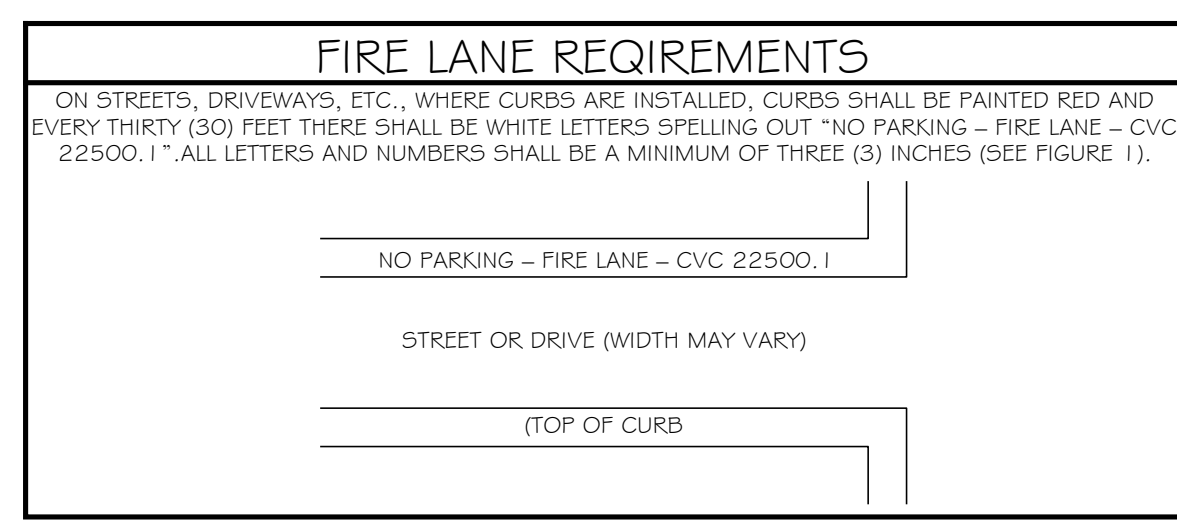 FIRE LANE REQIREMENTS
ON STREETS, DRIVEWAYS, ETC., WHERE CURBS ARE INSTALLED, CURBS SHALL BE PAINTED RED AND
EVERY THIRTY (30) FEET THERE SHALL BE WHITE LETTERS SPELLING OUT “NO PARKING – FIRE LANE – CVC
22500.1”.ALL LETTERS AND NUMBERS SHALL BE A MINIMUM OF THREE (3) INCHES (SEE FIGURE 1).
NO PARKING – FIRE LANE – CVC 22500.1
STREET OR DRIVE (WIDTH MAY VARY)
(TOP OF CURB